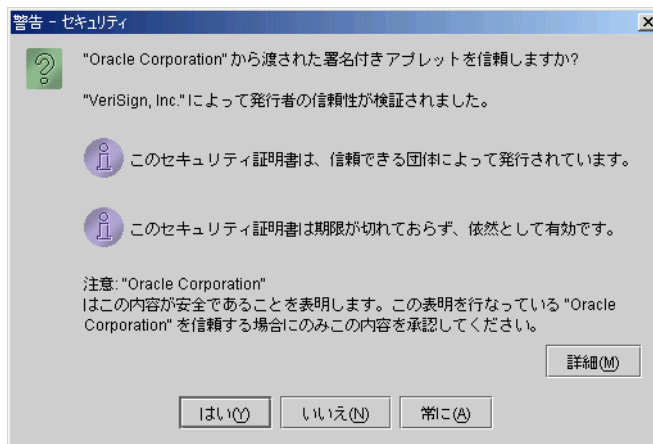 警告 - セキュリティ
"Oracle Corporation" から渡された署名付きアプレットを信頼しますか?
"VeriSign, Inc." によって発行者の信頼性が検証されました。
このセキュリティ証明書は、信頼できる団体によって発行されています。
このセキュリティ証明書は期限が切れておらず、依然として有効です。
注意: "Oracle Corporation"
はこの内容が安全であることを表明します。この表明を行なっている "Oracle
Corporation" を信頼する場合にのみこの内容を承認してください。
詳細(M)
はい(Y) いいえ(N) 常に(A)